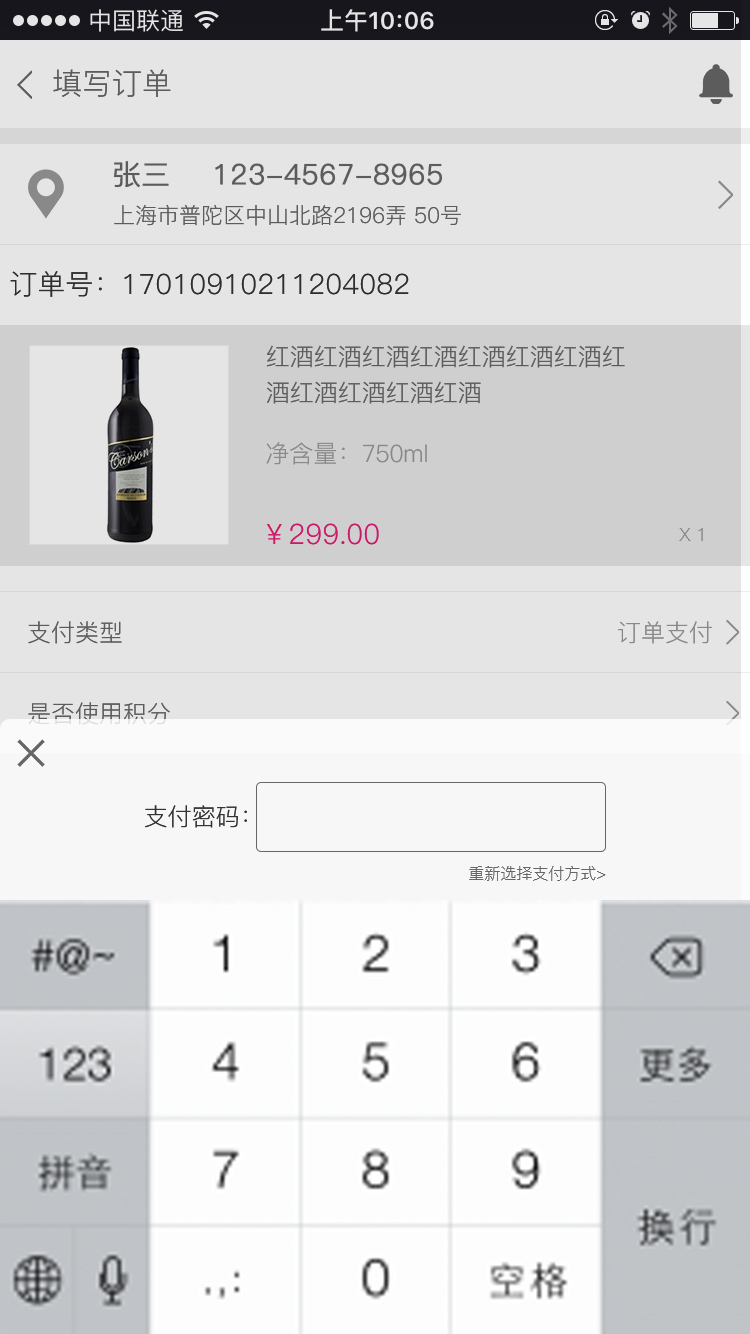 中国联通 上午10:06
填写订单
张三 123-4567-8965
上海市普陀区中山北路2196弄 50号
订单号：17010910211204082
红酒红酒红酒红酒红酒红酒红酒红
酒红酒红酒红酒红酒
净含量：750ml
Carson's
¥299.00 X 1
支付类型 订单支付
是否使用积分
支付密码：
重新选择支付方式>
#@~ 1 2 3
123 4 5 6 更多
拼音 7 8 9
换行
.,: 0 空格